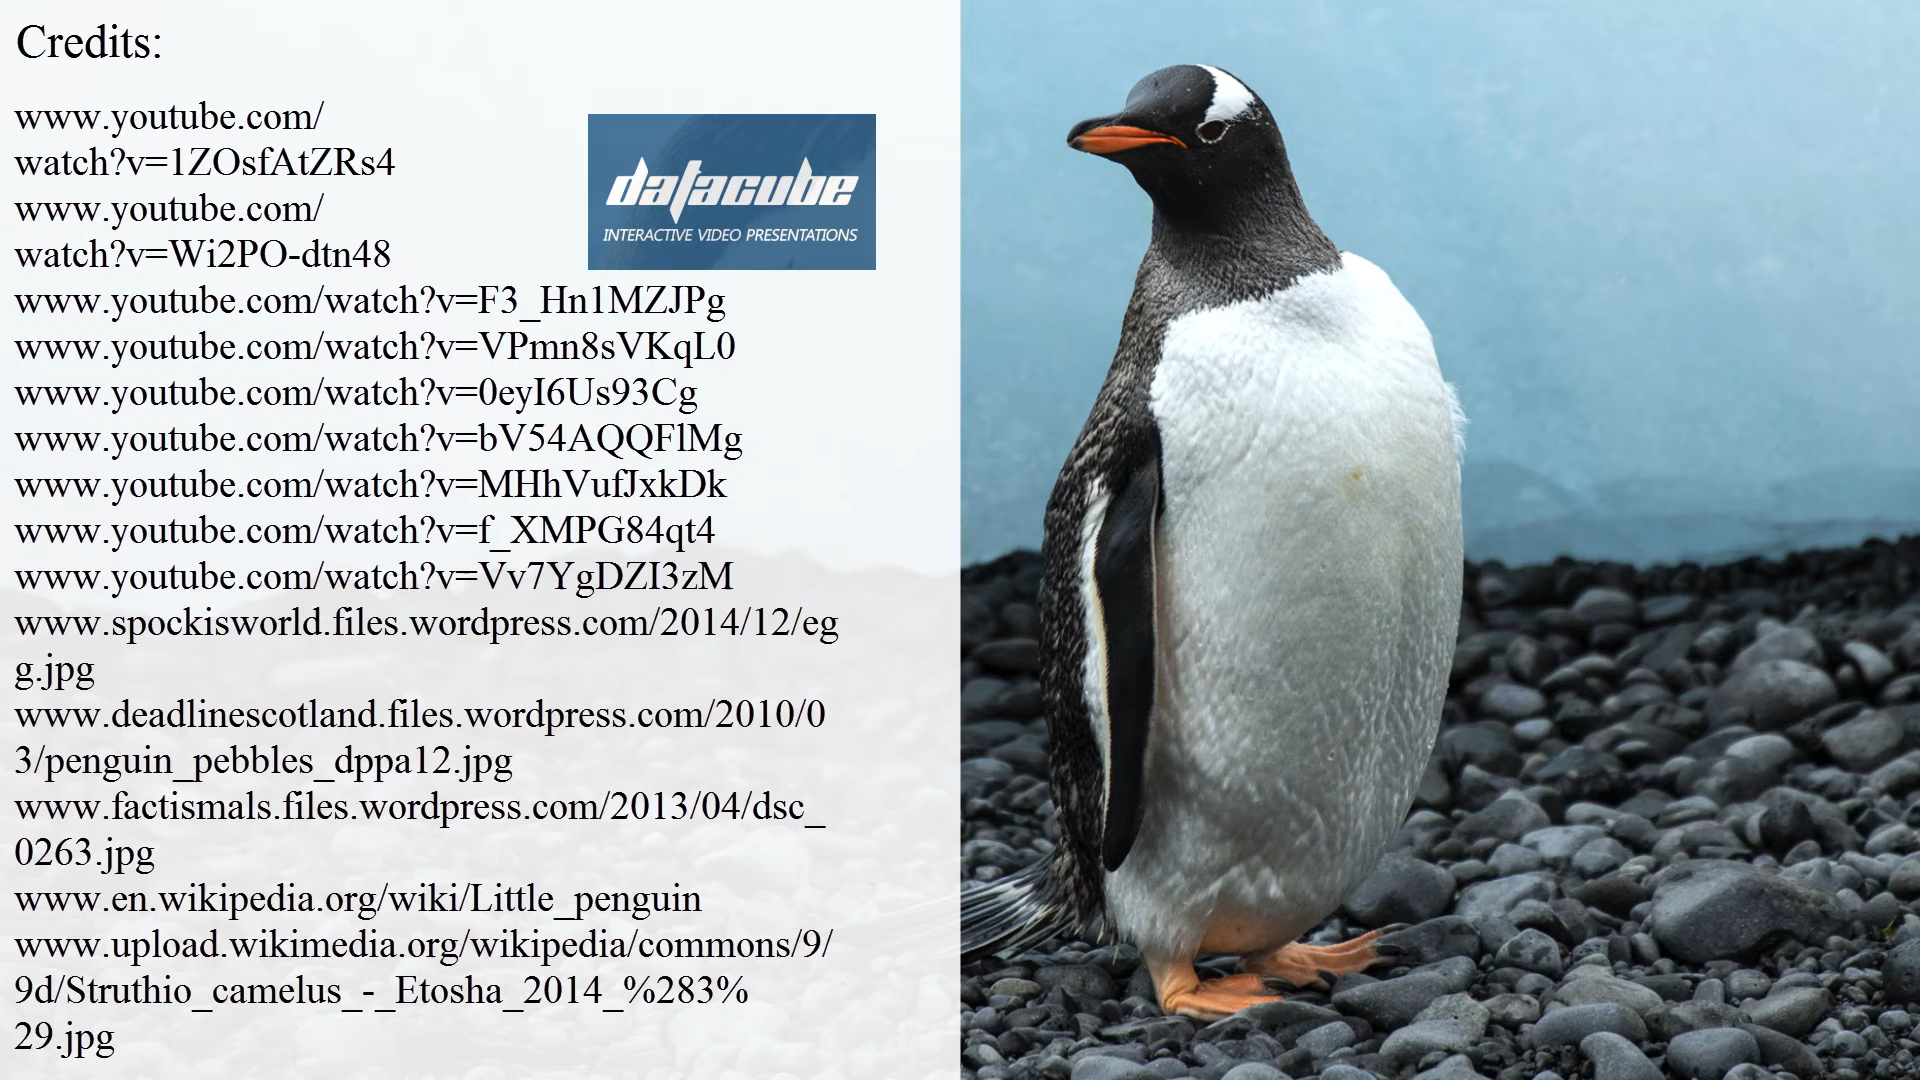 Credits:
www.youtube.com/
watch?v=1ZOsfAtZRs4
www.youtube.com/
watch?v=Wi2PO-dtn48
www.youtube.com/watch?v=F3_Hn1MZJPg
www.youtube.com/watch?v=VPmn8sVKqL0
www.youtube.com/watch?v=0eyI6Us93Cg
www.youtube.com/watch?v=bV54AQQFlMg
www.youtube.com/watch?v=MHhVufJxkDk
www.youtube.com/watch?v=f_XMPG84qt4
www.youtube.com/watch?v=Vv7YgDZI3zM
www.spockisworld.files.wordpress.com/2014/12/eg
g.jpg
www.deadlinescotland.files.wordpress.com/2010/0
3/penguin_pebbles_dppa12.jpg
www.factismals.files.wordpress.com/2013/04/dsc_
0263.jpg
www.en.wikipedia.org/wiki/Little_penguin
www.upload.wikimedia.org/wikipedia/commons/9/
9d/Struthio_camelus_-_Etosha_2014_%283%
29.jpg
datacube
INTERACTIVE VIDEO PRESENTATIONS